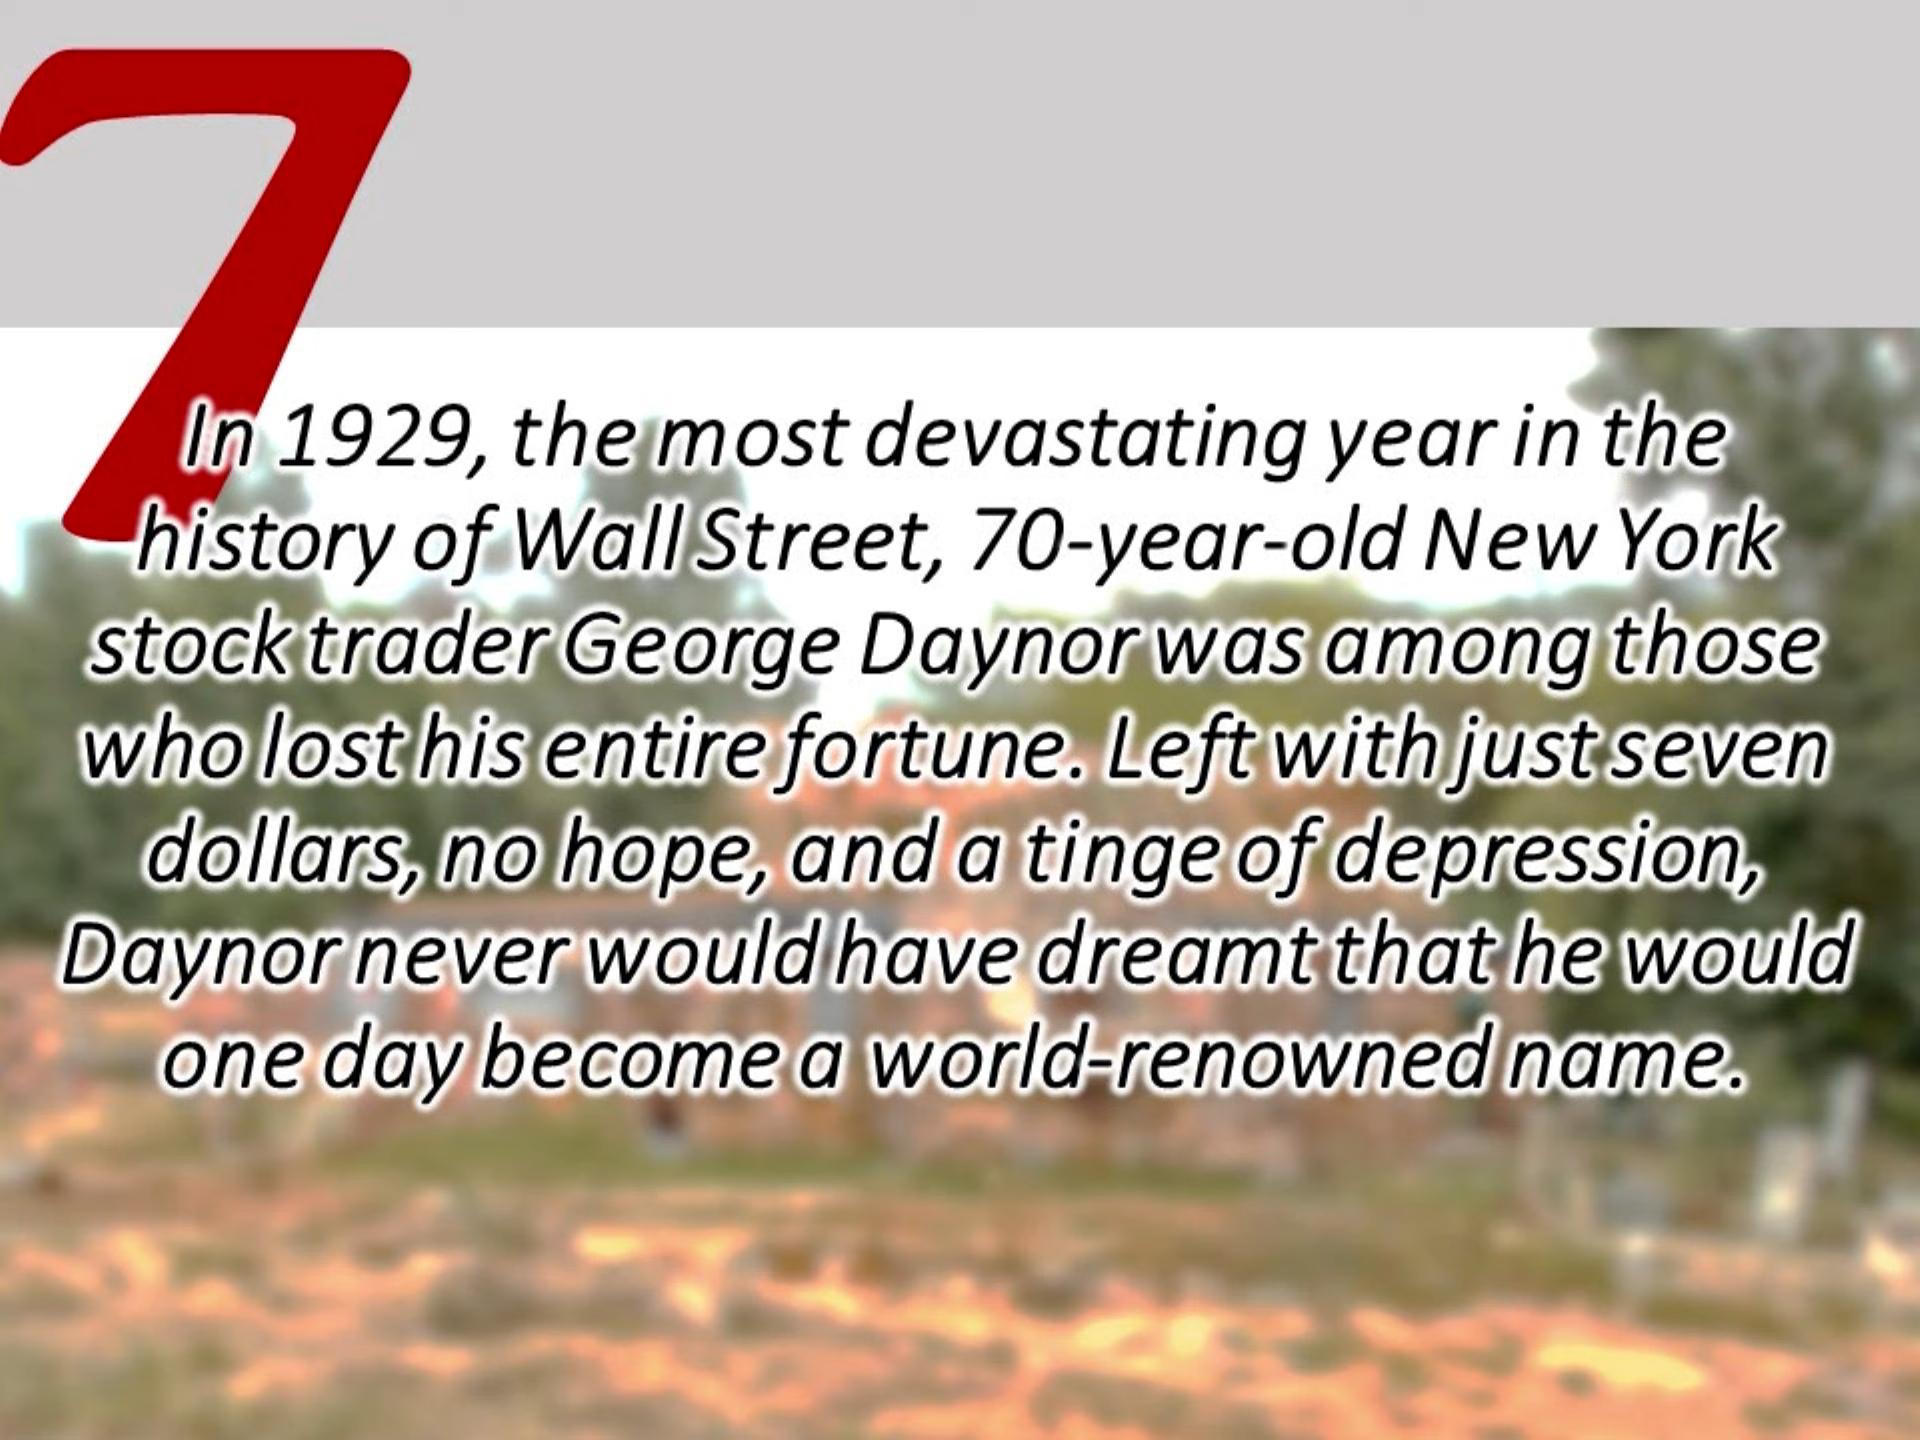 7
In 1929, the most devastating year in the
history of Wall Street, 70-year-old New York
stock trader George Daynor was among those
who lost his entire fortune. Left with just seven
dollars, no hope, and a tinge of depression,
Daynor never would have dreamt that he would
one day become a world-renowned name.